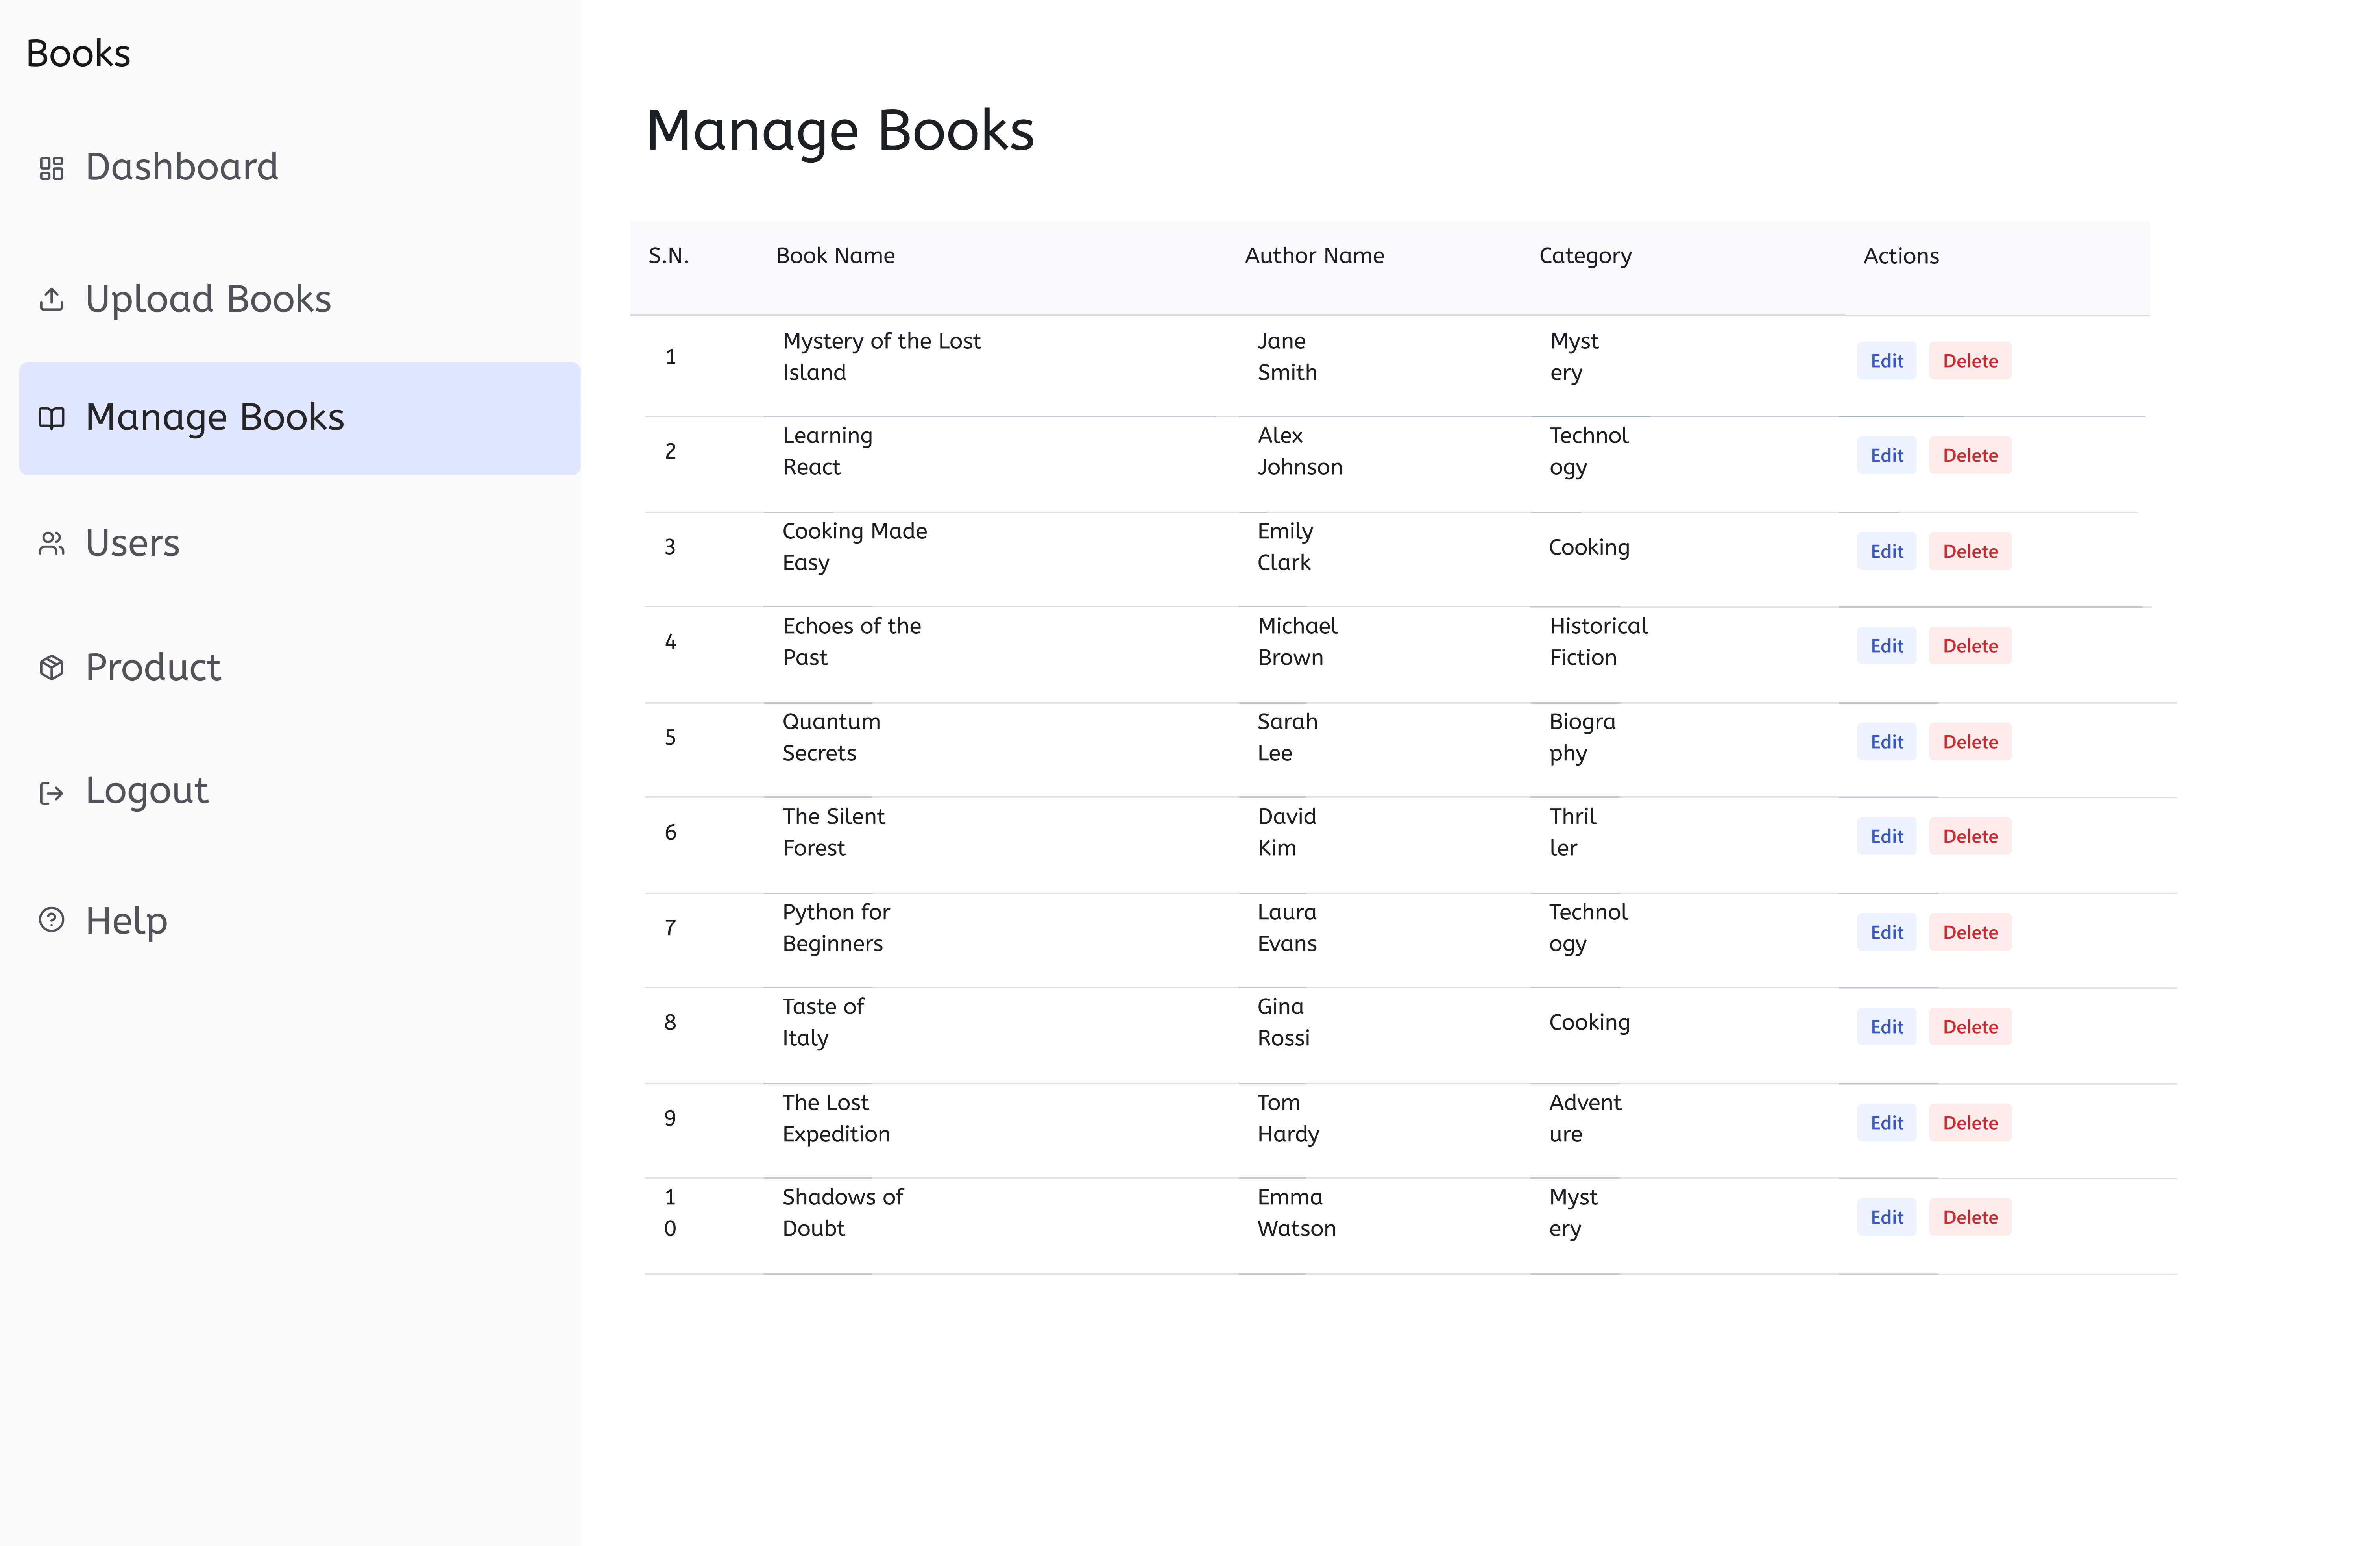 Books
Dashboard
Upload Books
Manage Books
Users
Product
Logout
Help
Manage Books
S.N. Book Name Author Name Category Actions
1 Mystery of the Lost Jane Myst Edit Delete
Island Smith ery
2 Learning Alex Technol Edit Delete
React Johnson ogy
3 Cooking Made Emily Cooking Edit Delete
Easy Clark
4 Echoes of the Michael Historical Edit Delete
Past Brown Fiction
5 Quantum Sarah Biogra Edit Delete
Secrets Lee phy
6 The Silent David Thril Edit Delete
Forest Kim ler
7 Python for Laura Technol Edit Delete
Beginners Evans ogy
8 Taste of Gina Cooking Edit Delete
Italy Rossi
9 The Lost Tom Advent Edit Delete
Expedition Hardy ure
1 Shadows of Emma Myst Edit Delete
0 Doubt Watson ery